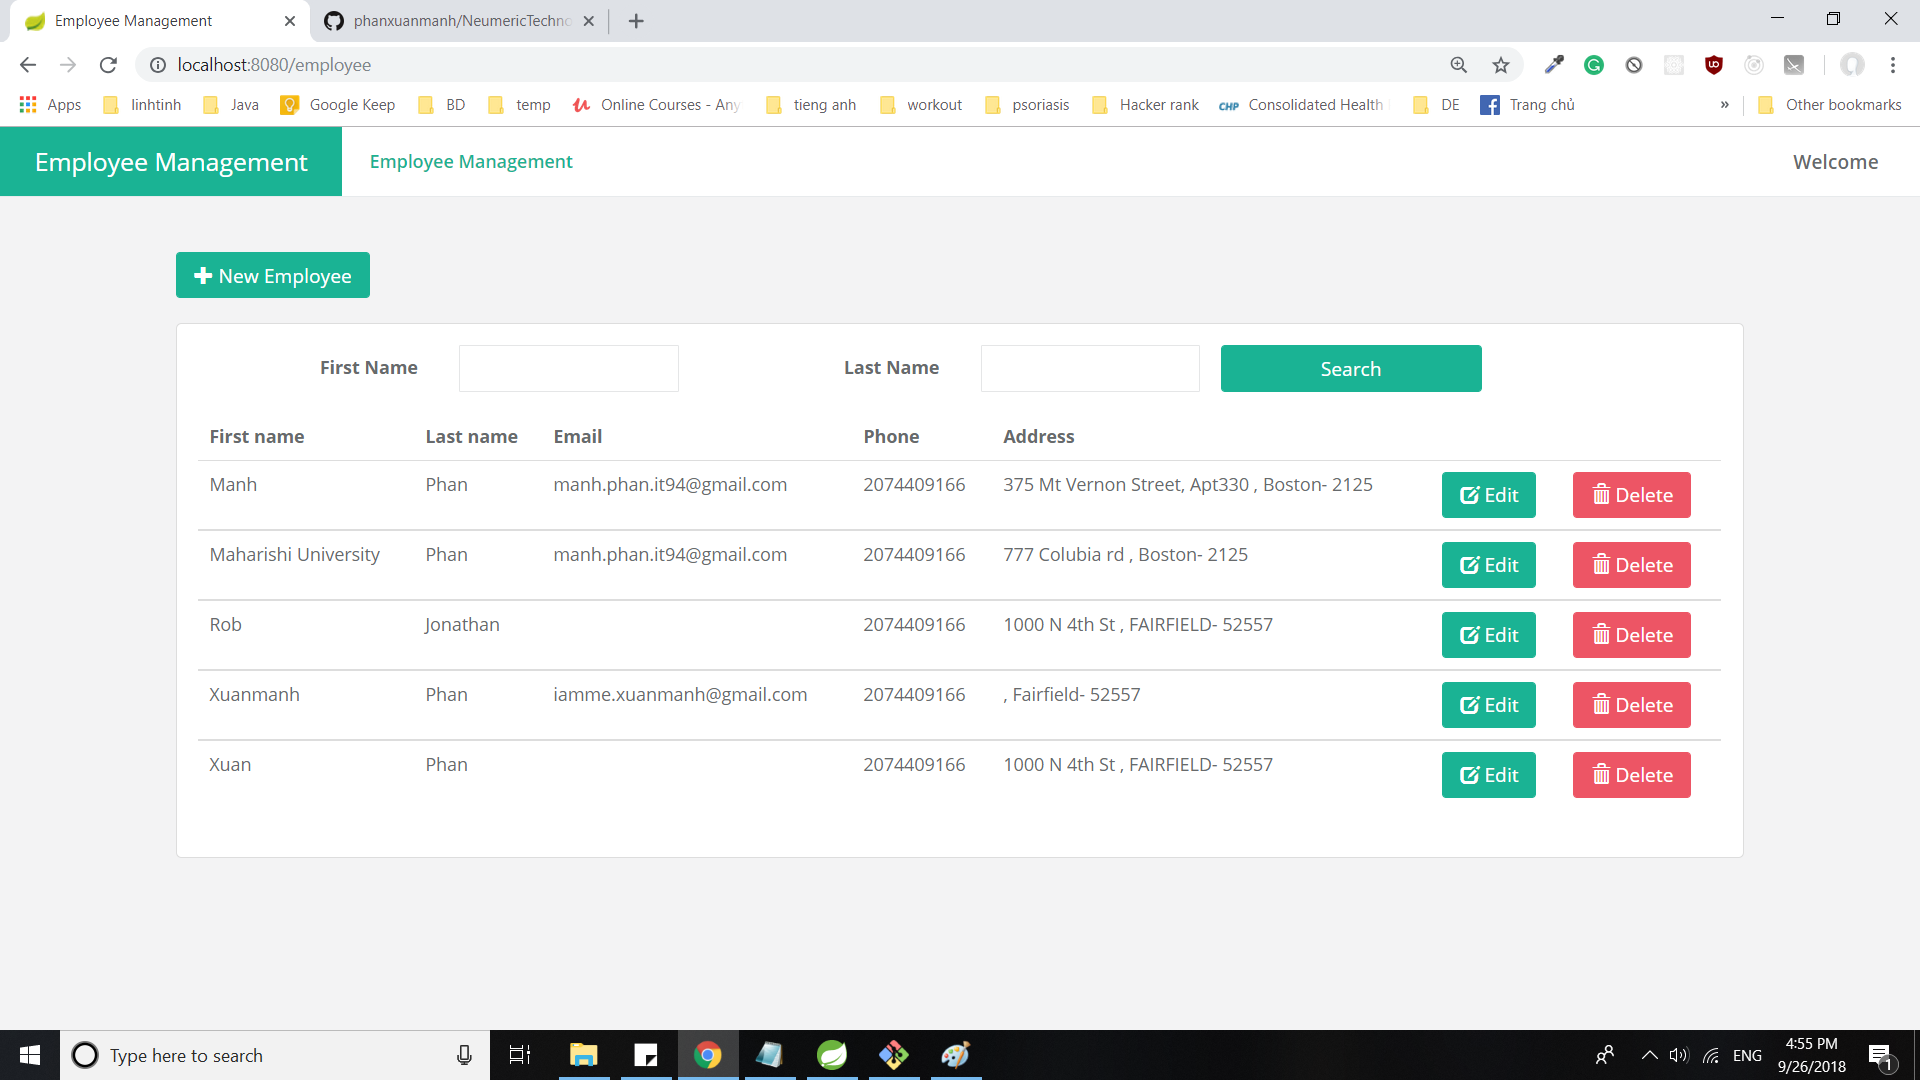 Employee Management
phanxuanmanh/NeumericTechno
localhost:8080/employee
Apps linhtinh Java Google Keep BD temp Online Courses - Any tieng anh workout psoriasis Hacker rank CHP Consolidated Health DE Trang chủ » Other bookmarks
Employee Management Employee Management Welcome
New Employee
First Name Last Name Search
First name Last name Email Phone Address
Manh Phan manh.phan.it94@gmail.com 2074409166 375 Mt Vernon Street, Apt330 , Boston- 2125 Edit Delete
Maharishi University Phan manh.phan.it94@gmail.com 2074409166 777 Colubia rd , Boston- 2125 Edit Delete
Rob Jonathan 2074409166 1000 N 4th St , FAIRFIELD- 52557 Edit Delete
Xuanmanh Phan iamme.xuanmanh@gmail.com 2074409166 , Fairfield- 52557 Edit Delete
Xuan Phan 2074409166 1000 N 4th St , FAIRFIELD- 52557 Edit Delete
Type here to search
ENG
4:55 PM
9/26/2018
1